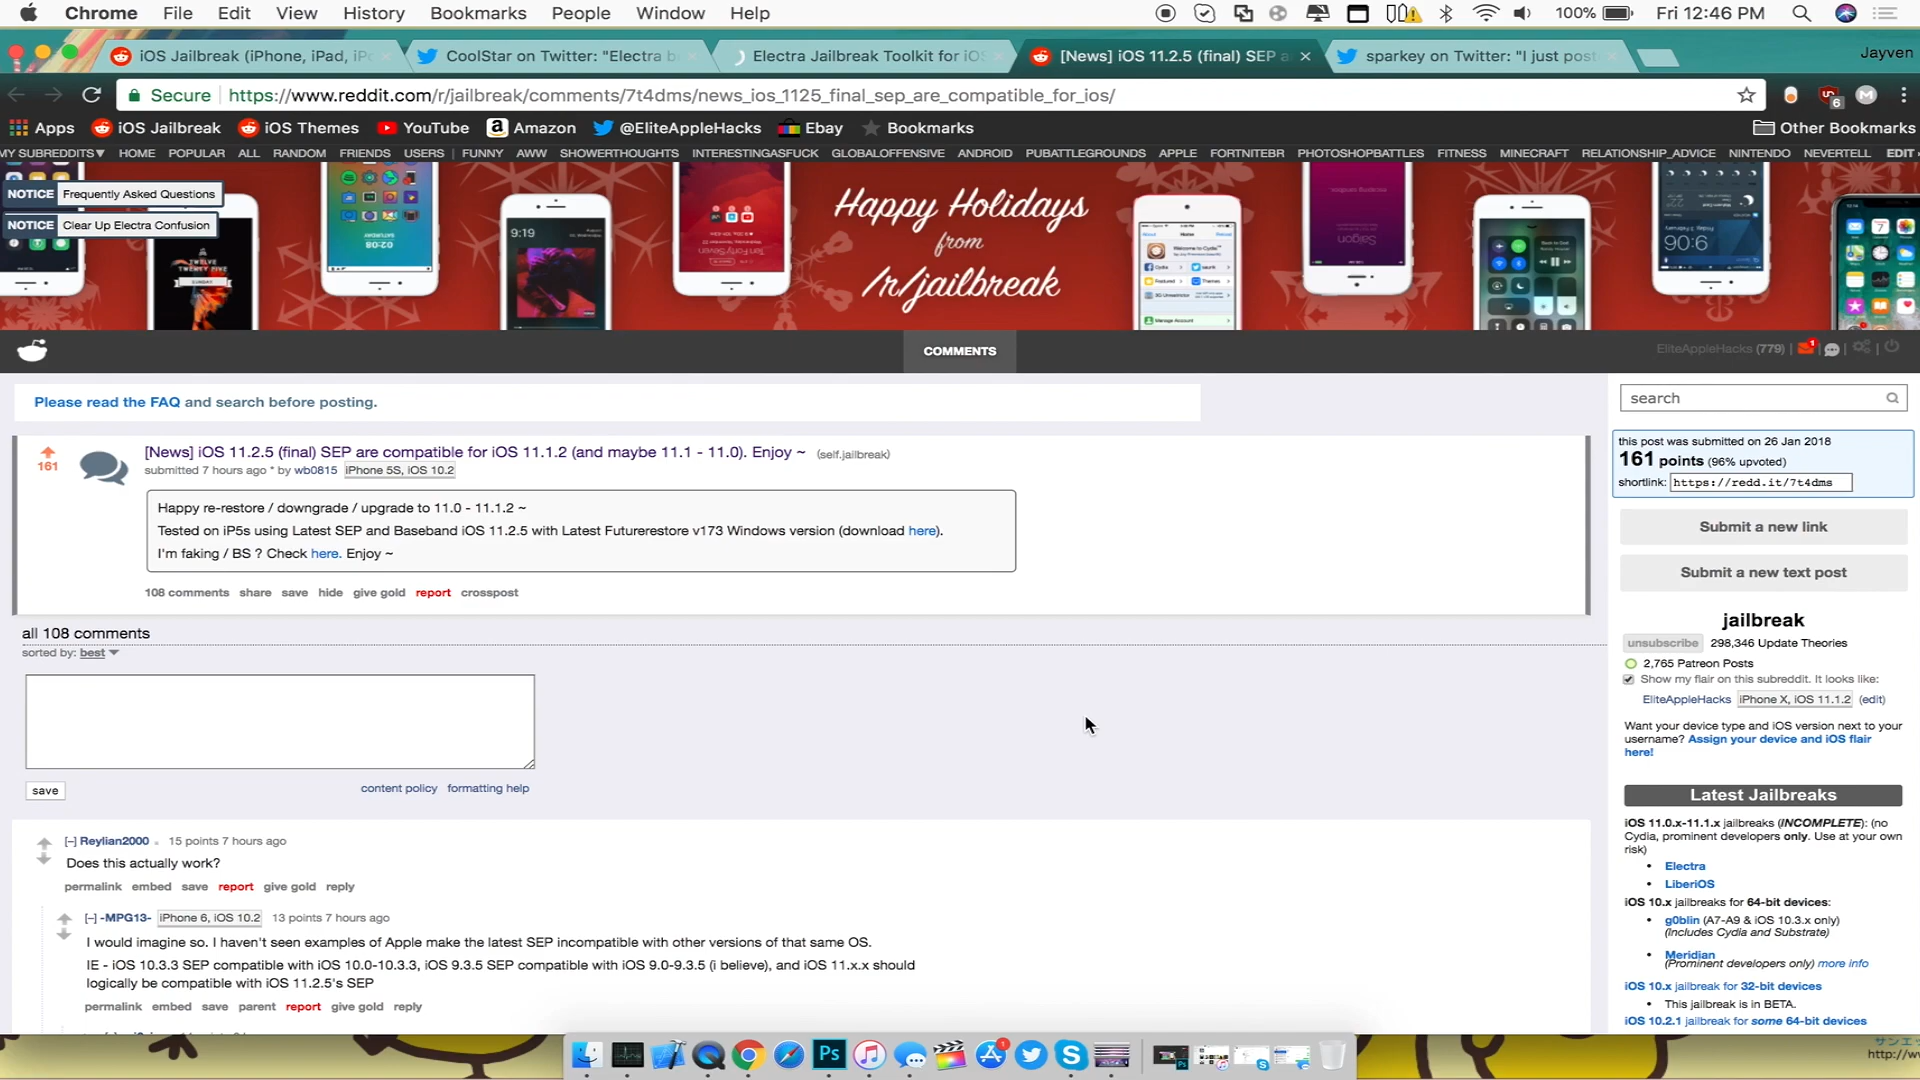 Chrome File Edit View History Bookmarks People Window Help 100% Fri 12:46 PM
iOS Jailbreak (iPhone, iPad, iP CoolStar on Twitter: "Electra b Electra Jailbreak Toolkit for iOS [News] iOS 11.2.5 (final) SEP a sparkey on Twitter: "I just post Jayven
Secure https://www.reddit.com/r/jailbreak/comments/7t4dms/news_ios_1125_final_sep_are_compatible_for_ios/ 6
Apps iOS Jailbreak iOS Themes YouTube Amazon @EliteAppleHacks Ebay Bookmarks Other Bookmarks
MY SUBREDDITS▾ HOME POPULAR ALL RANDOM FRIENDS USERS | FUNNY AWW SHOWERTHOUGHTS INTERESTINGASFUCK GLOBALOFFENSIVE ANDROID PUBATTLEGROUNDS APPLE FORTNITEBR PHOTOSHOPBATTLES FITNESS MINECRAFT RELATIONSHIP_ADVICE NINTENDO NEVERTELL EDIT
NOTICE Frequently Asked Questions
NOTICE Clear Up Electra Confusion
Happy Holidays
from
/r/jailbreak
9:19
02:08
COMMENTS
EliteAppleHacks (779) | 1
Please read the FAQ and search before posting.
search
161
[News] iOS 11.2.5 (final) SEP are compatible for iOS 11.1.2 (and maybe 11.1 - 11.0). Enjoy ~ (self.jailbreak)
submitted 7 hours ago * by wb0815 iPhone 5S, iOS 10.2
Happy re-restore / downgrade / upgrade to 11.0 - 11.1.2 ~
Tested on iP5s using Latest SEP and Baseband iOS 11.2.5 with Latest Futurerestore v173 Windows version (download here).
I'm faking / BS ? Check here. Enjoy ~
108 comments share save hide give gold report crosspost
all 108 comments
sorted by: best
save content policy formatting help
[–] Reylian2000 15 points 7 hours ago
Does this actually work?
permalink embed save report give gold reply
[–] -MPG13- iPhone 6, iOS 10.2 13 points 7 hours ago
I would imagine so. I haven't seen examples of Apple make the latest SEP incompatible with other versions of that same OS.
IE - iOS 10.3.3 SEP compatible with iOS 10.0-10.3.3, iOS 9.3.5 SEP compatible with iOS 9.0-9.3.5 (i believe), and iOS 11.x.x should
logically be compatible with iOS 11.2.5's SEP
permalink embed save parent report give gold reply
this post was submitted on 26 Jan 2018
161 points (96% upvoted)
shortlink: https://redd.it/7t4dms
Submit a new link
Submit a new text post
jailbreak
unsubscribe 298,346 Update Theories
2,765 Patreon Posts
Show my flair on this subreddit. It looks like:
EliteAppleHacks iPhone X, iOS 11.1.2 (edit)
Want your device type and iOS version next to your
username? Assign your device and iOS flair
here!
Latest Jailbreaks
iOS 11.0.x-11.1.x jailbreaks (INCOMPLETE): (no
Cydia, prominent developers only. Use at your own
risk)
• Electra
• LiberiOS
iOS 10.x jailbreaks for 64-bit devices:
• g0blin (A7-A9 & iOS 10.3.x only)
(Includes Cydia and Substrate)
• Meridian
(Prominent developers only) more info
iOS 10.x jailbreak for 32-bit devices
• This jailbreak is in BETA.
iOS 10.2.1 jailbreak for some 64-bit devices
Ps
1
http://w